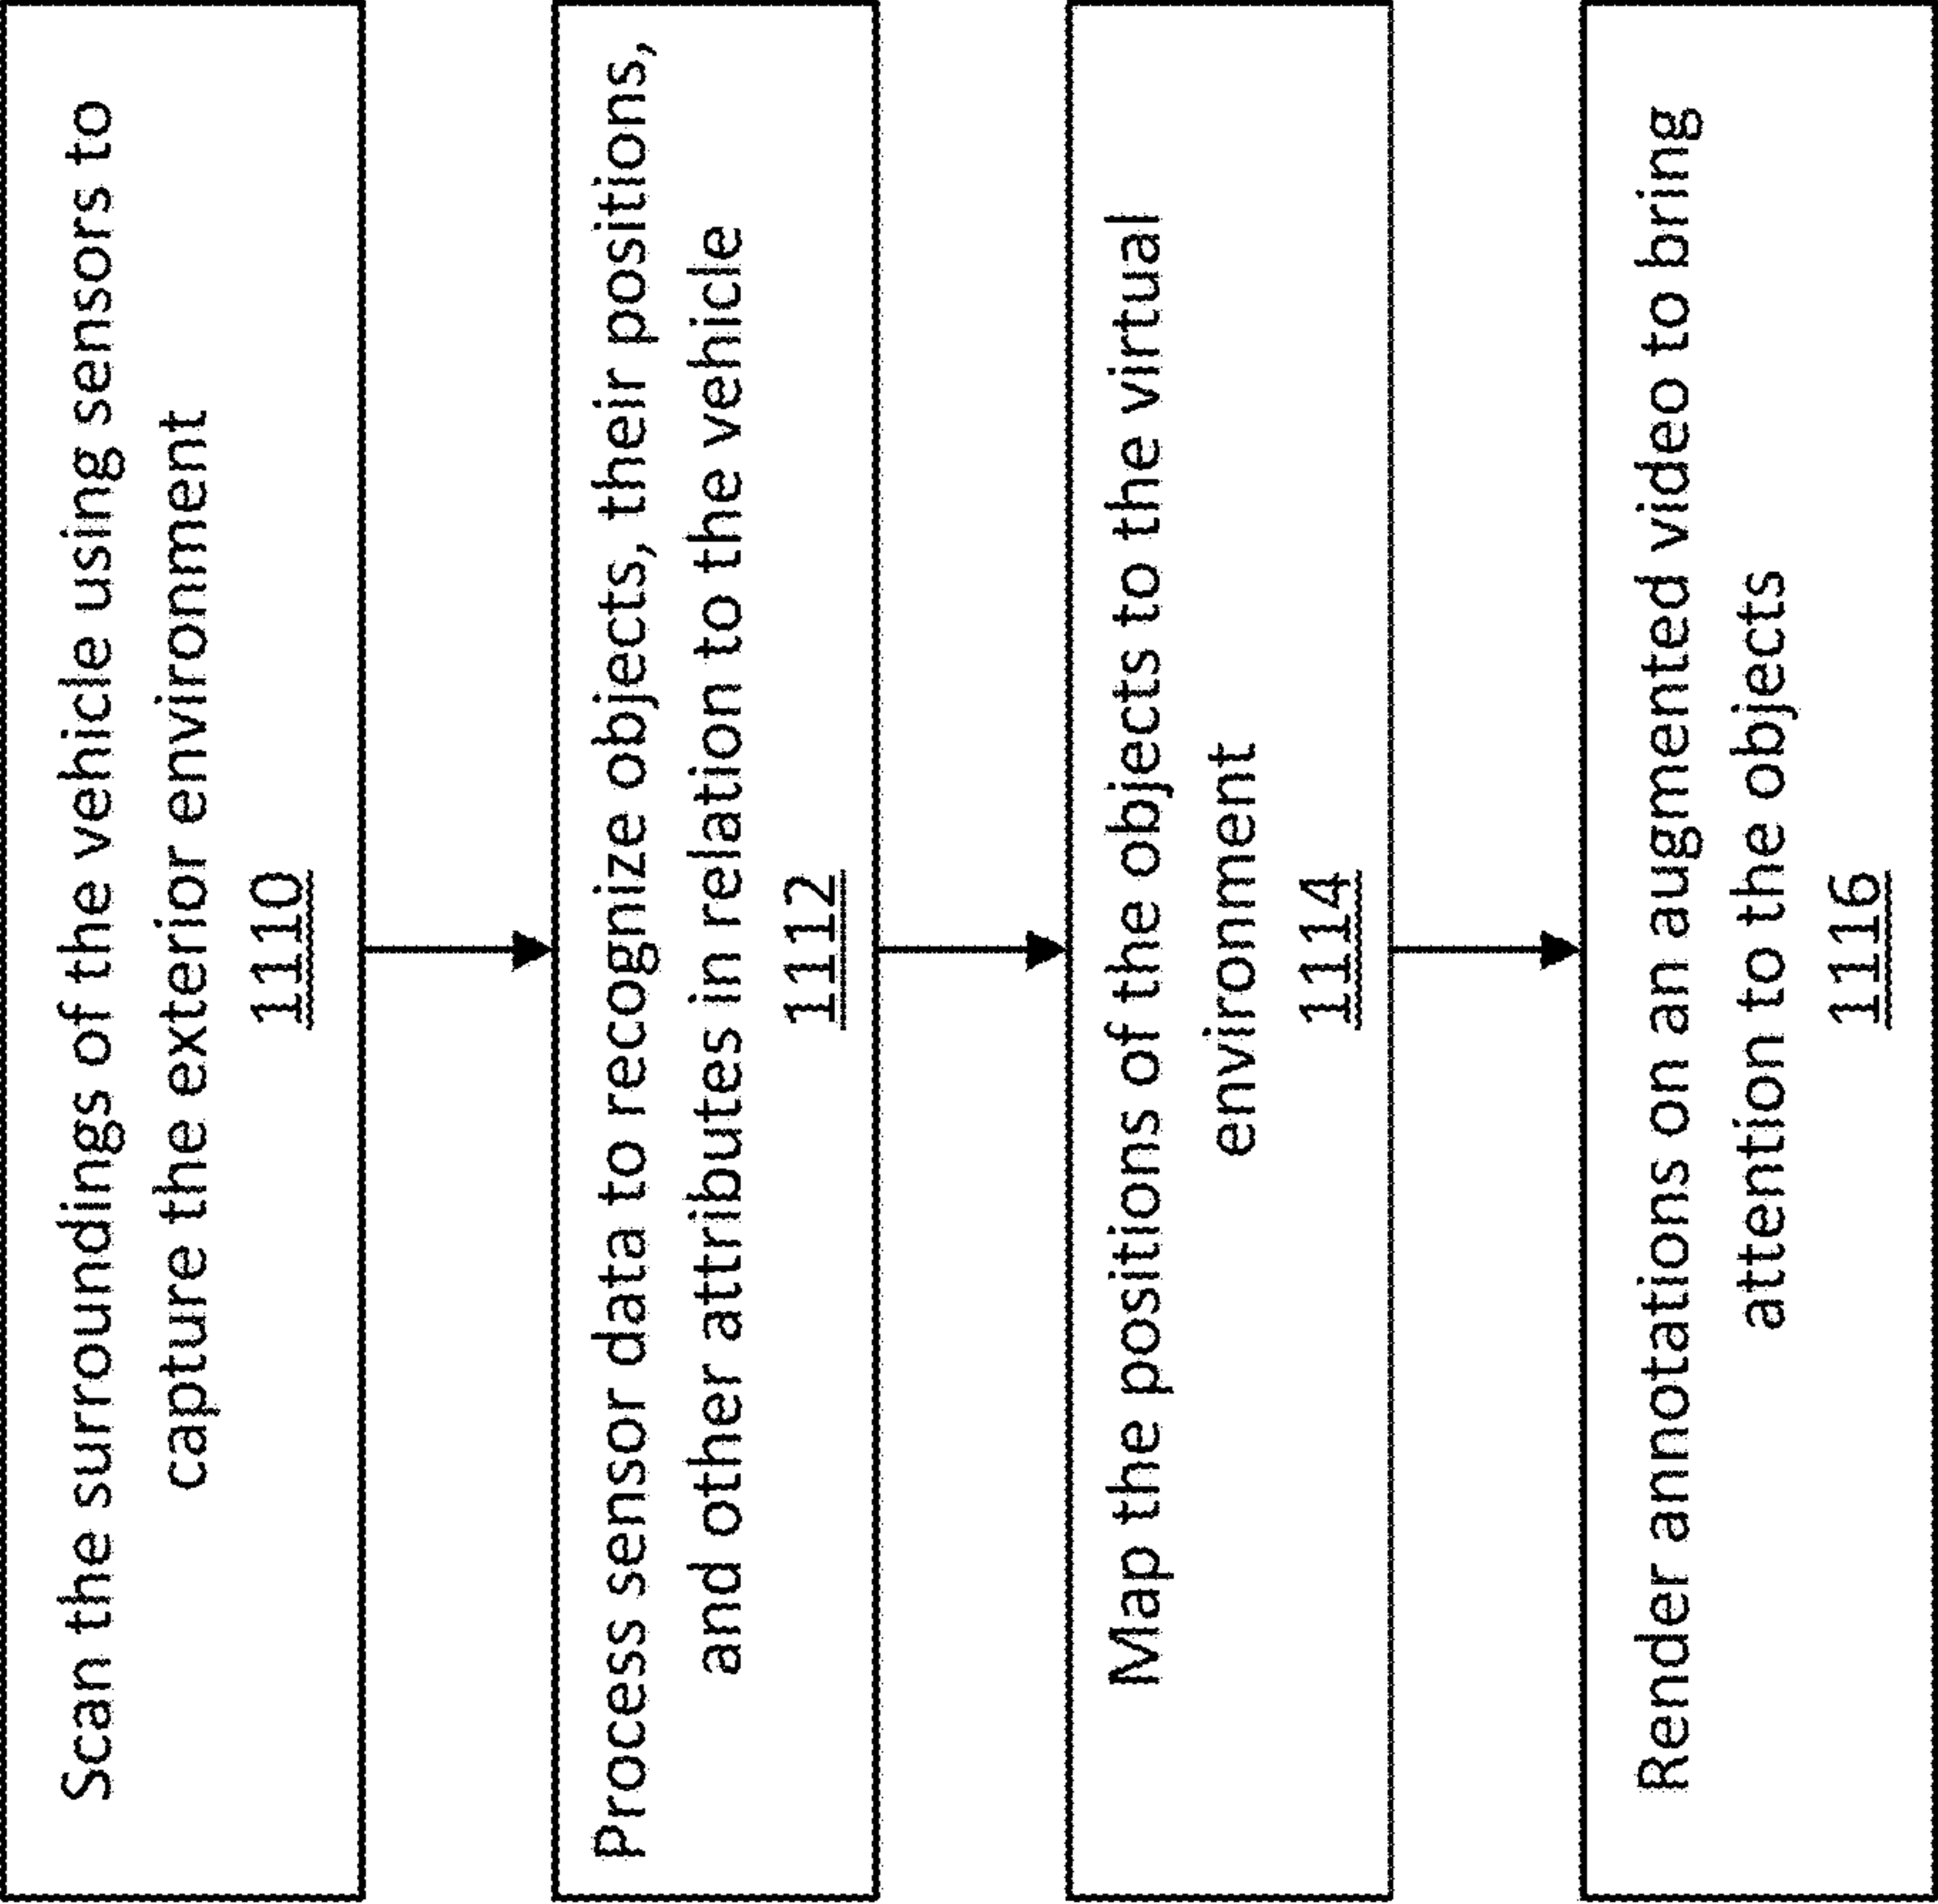 Scan the surroundings of the vehicle using sensors to
capture the exterior environment
1110
Process sensor data to recognize objects, their positions,
and other attributes in relation to the vehicle
1112
Map the positions of the objects to the virtual
environment
1114
Render annotations on an augmented video to bring
attention to the objects
1116